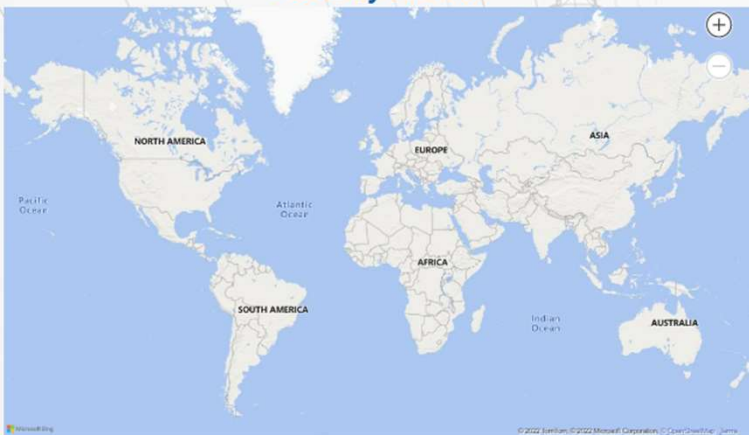 +
NORTH AMERICA
EUROPE
ASIA
Pacific
Ocean
Atlantic
Ocean
AFRICA
SOUTH AMERICA
Indian
Ocean
AUSTRALIA
Microsoft Bing
© 2022 TomTom, © 2022 Microsoft Corporation, © OpenStreetMap Terms